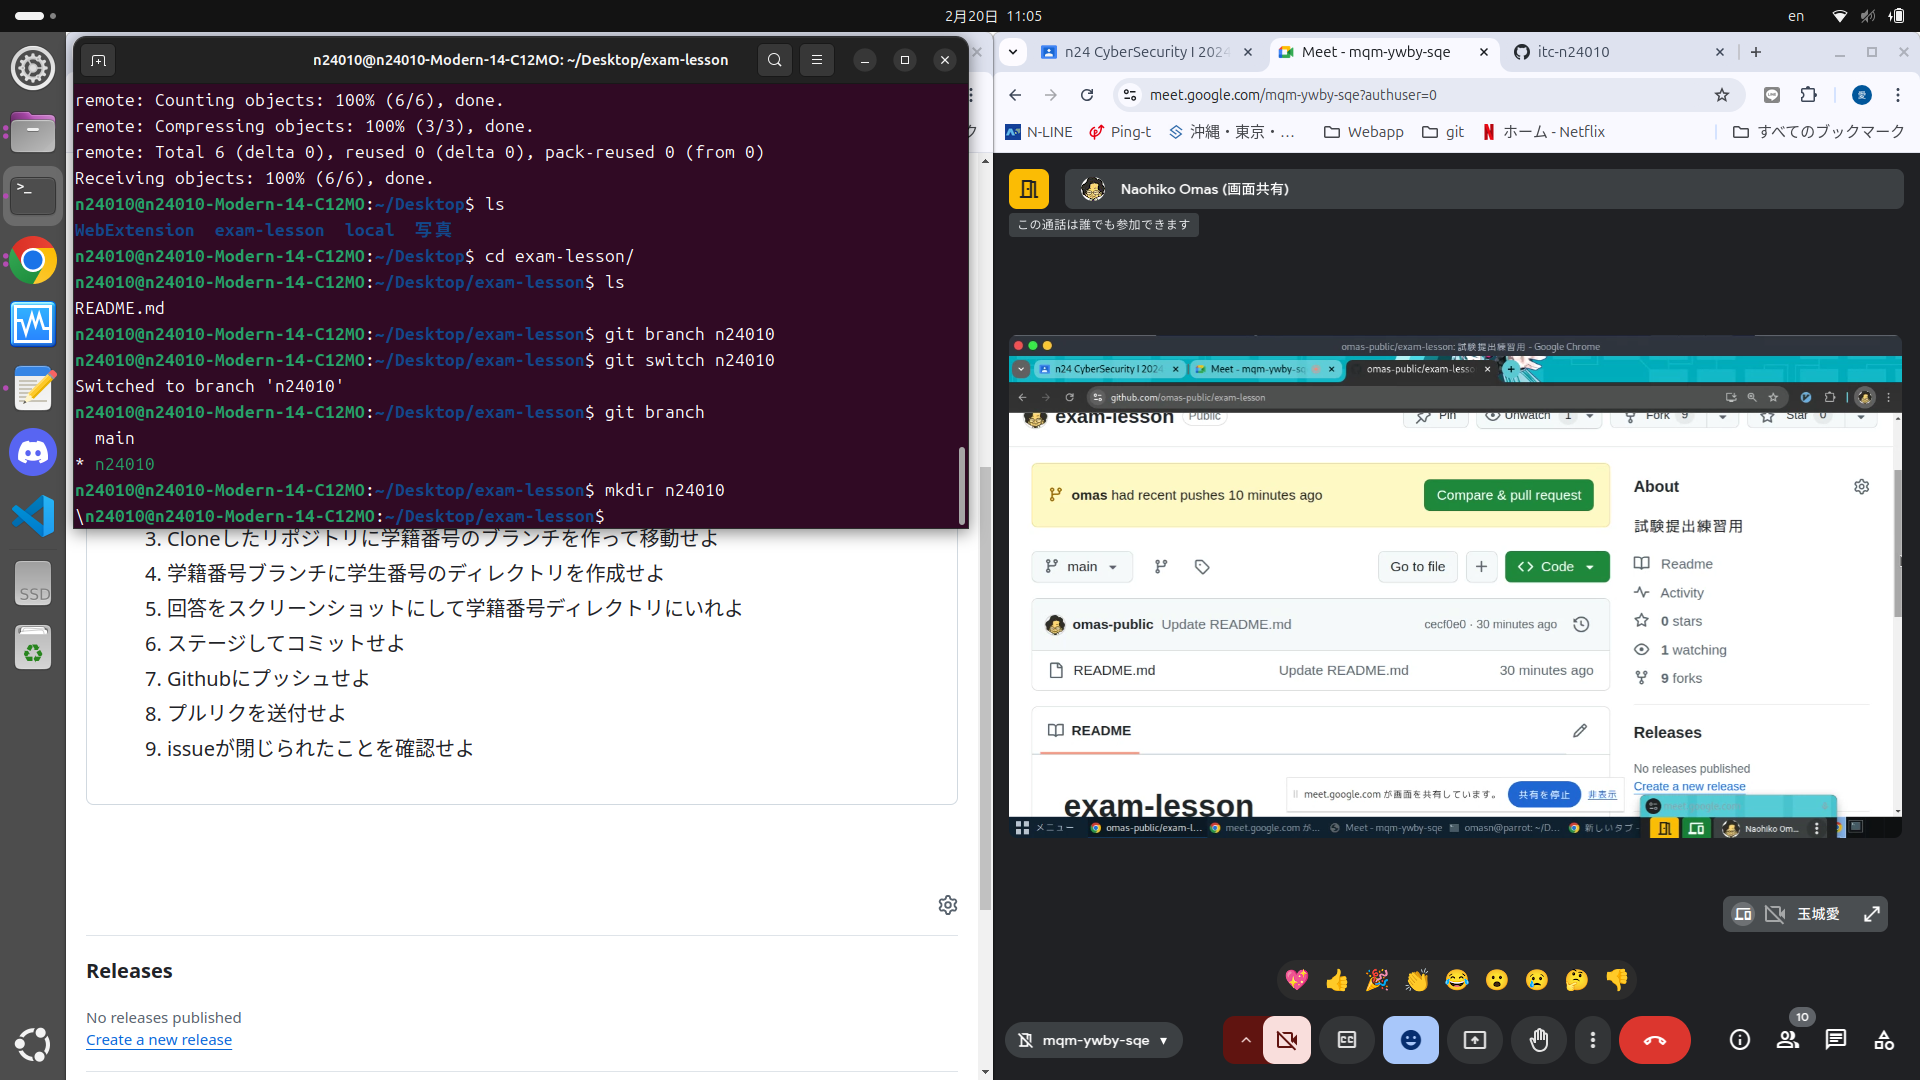 2月20日 11:05
en
n24010@n24010-Modern-14-C12MO: ~/Desktop/exam-lesson
remote: Counting objects: 100% (6/6), done.
remote: Compressing objects: 100% (3/3), done.
remote: Total 6 (delta 0), reused 0 (delta 0), pack-reused 0 (from 0)
Receiving objects: 100% (6/6), done.
n24010@n24010-Modern-14-C12MO:~/Desktop$ ls
WebExtension exam-lesson local 写真
n24010@n24010-Modern-14-C12MO:~/Desktop$ cd exam-lesson/
n24010@n24010-Modern-14-C12MO:~/Desktop/exam-lesson$ ls
README.md
n24010@n24010-Modern-14-C12MO:~/Desktop/exam-lesson$ git branch n24010
n24010@n24010-Modern-14-C12MO:~/Desktop/exam-lesson$ git switch n24010
Switched to branch 'n24010'
n24010@n24010-Modern-14-C12MO:~/Desktop/exam-lesson$ git branch
main
* n24010
n24010@n24010-Modern-14-C12MO:~/Desktop/exam-lesson$ mkdir n24010
\n24010@n24010-Modern-14-C12MO:~/Desktop/exam-lesson$
3. Cloneしたリポジトリに学籍番号のブランチを作って移動せよ
4. 学籍番号ブランチに学生番号のディレクトリを作成せよ
5. 回答をスクリーンショットにして学籍番号ディレクトリにいれよ
6. ステージしてコミットせよ
7. Githubにプッシュせよ
8. プルリクを送付せよ
9. issueが閉じられたことを確認せよ
Releases
No releases published
Create a new release
SSD
n24 CyberSecurity I 2024
Meet - mqm-ywby-sqe
itc-n24010
meet.google.com/mqm-ywby-sqe?authuser=0
愛
N-LINE
Ping-t
沖縄・東京・...
Webapp
git
ホーム - Netflix
すべてのブックマーク
Naohiko Omas (画面共有)
この通話は誰でも参加できます
omas-public/exam-lesson: 試験提出練習用 - Google Chrome
n24 CyberSecurity I 2024
Meet - mqm-ywby-sq
omas-public/exam-lesso
github.com/omas-public/exam-lesson
exam-lesson Public
Pin
Unwatch 1
Fork 9
Star 0
omas had recent pushes 10 minutes ago
Compare & pull request
About
試験提出練習用
main
Go to file
Code
Readme
Activity
0 stars
1 watching
9 forks
omas-public Update README.md
cecf0e0 · 30 minutes ago
README.md
Update README.md
30 minutes ago
README
Releases
No releases published
Create a new release
exam-lesson
meet.google.com が画面を共有しています。
共有を停止
非表示
メニュー
omas-public/exam-l...
meet.google.com が...
Meet - mqm-ywby-sqe
omasn@parrot: ~/D...
新しいタブ -
Naohiko Om...
玉城愛
mqm-ywby-sqe
10